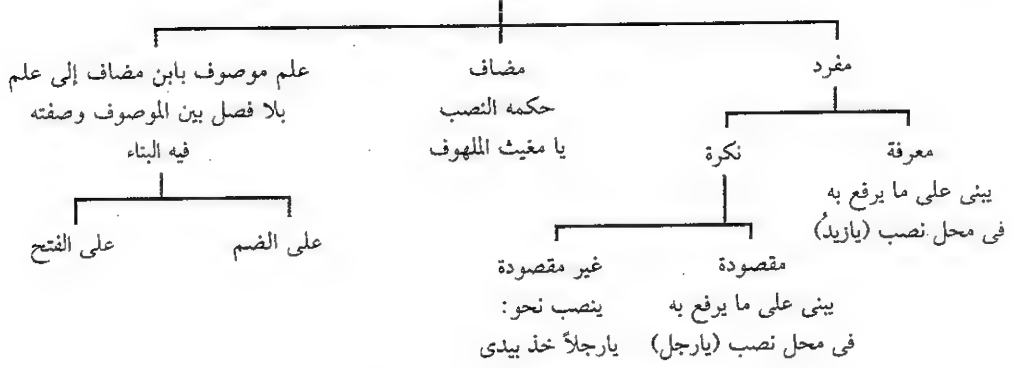 مفرد
مضاف
علم موصوف بابن مضاف إلى علم
حكمه النصب
بلا فصل بين الموصوف وصفته
يا مغيث الملهوف
فيه البناء
معرفة
نكرة
يبنى على ما يرفع به
فى محل نصب (يازيدُ)
على الضم
على الفتح
مقصودة
غير مقصودة
يبنى على ما يرفع به
ينصب نحو:
فى محل نصب (يارجل)
يارجلاً خذ بيدى